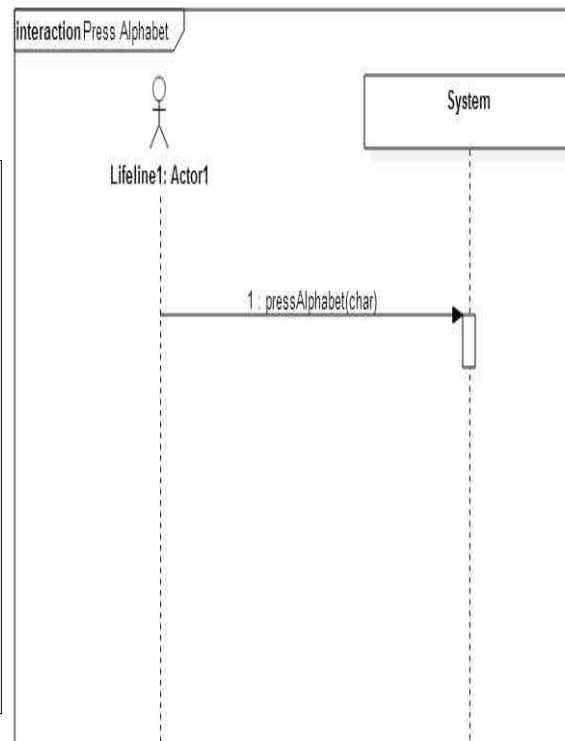 interaction Press Alphabet
System
Lifeline1: Actor1
1 : pressAlphabet(char)